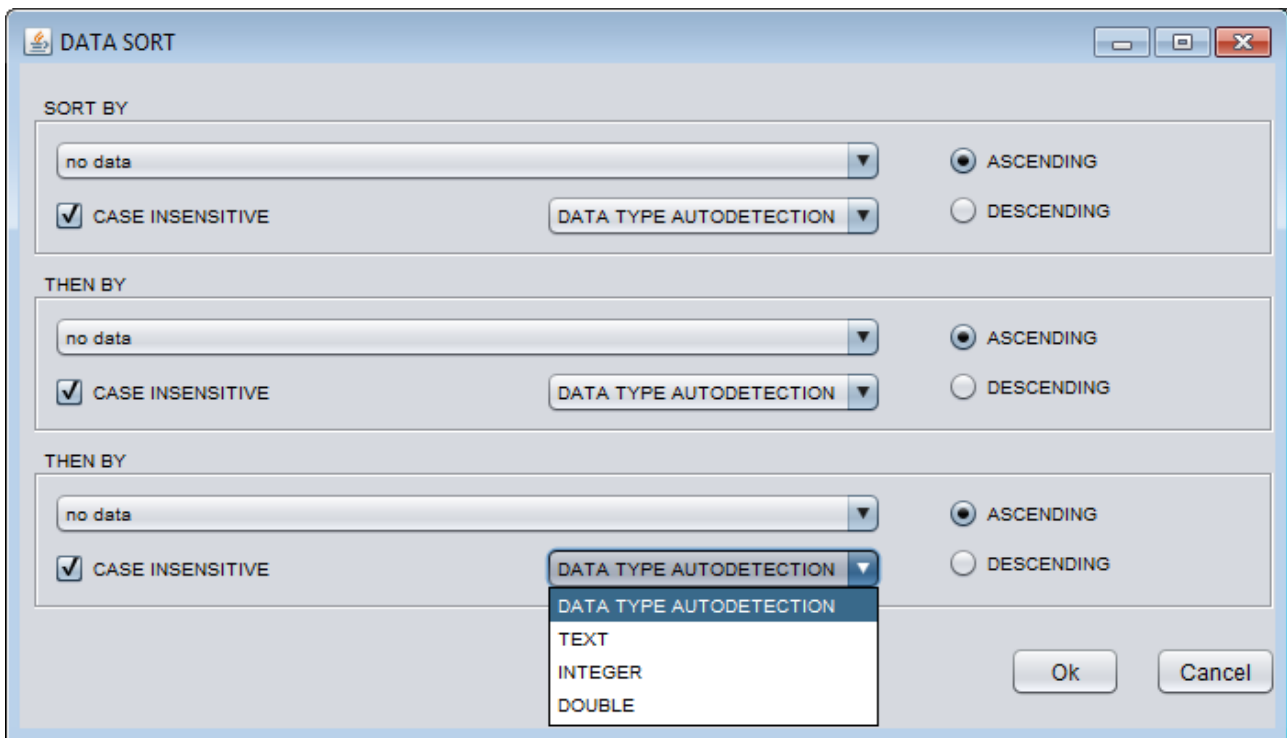 DATA SORT
SORT BY
no data
ASCENDING
CASE INSENSITIVE
DATA TYPE AUTODETECTION
DESCENDING
THEN BY
no data
ASCENDING
CASE INSENSITIVE
DATA TYPE AUTODETECTION
DESCENDING
THEN BY
no data
ASCENDING
CASE INSENSITIVE
DATA TYPE AUTODETECTION
DESCENDING
DATA TYPE AUTODETECTION
TEXT
INTEGER
DOUBLE
Ok
Cancel